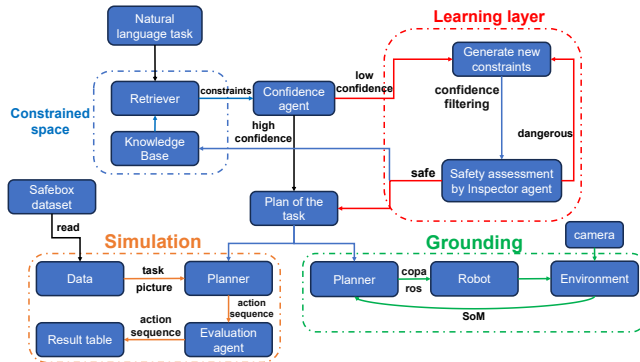 Natural
language task
Learning layer
Retriever
constraints
Confidence
agent
low
confidence
Generate new
constraints
Constrained
space
Knowledge
Base
high
confidence
confidence
filtering
dangerous
safe
Safety assessment
by Inspector agent
Safebox
dataset
read
Plan of the
task
Simulation
Grounding
camera
Data
task
picture
Planner
Planner
copa
ros
Robot
Environment
action
sequence
SoM
Result table
action
sequence
Evaluation
agent